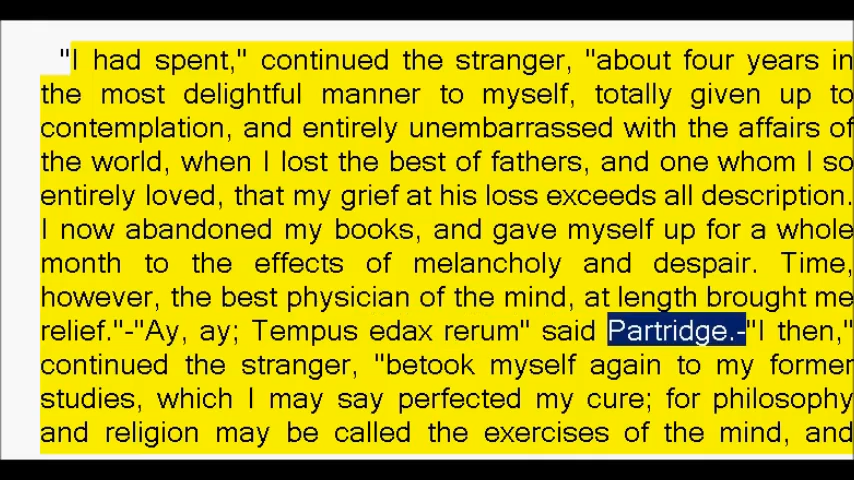 "I had spent," continued the stranger, "about four years in
the most delightful manner to myself, totally given up to
contemplation, and entirely unembarrassed with the affairs of
the world, when I lost the best of fathers, and one whom I so
entirely loved, that my grief at his loss exceeds all description.
I now abandoned my books, and gave myself up for a whole
month to the effects of melancholy and despair. Time,
however, the best physician of the mind, at length brought me
relief."-"Ay, ay; Tempus edax rerum" said Partridge.-"I then,"
continued the stranger, "betook myself again to my former
studies, which I may say perfected my cure; for philosophy
and religion may be called the exercises of the mind, and